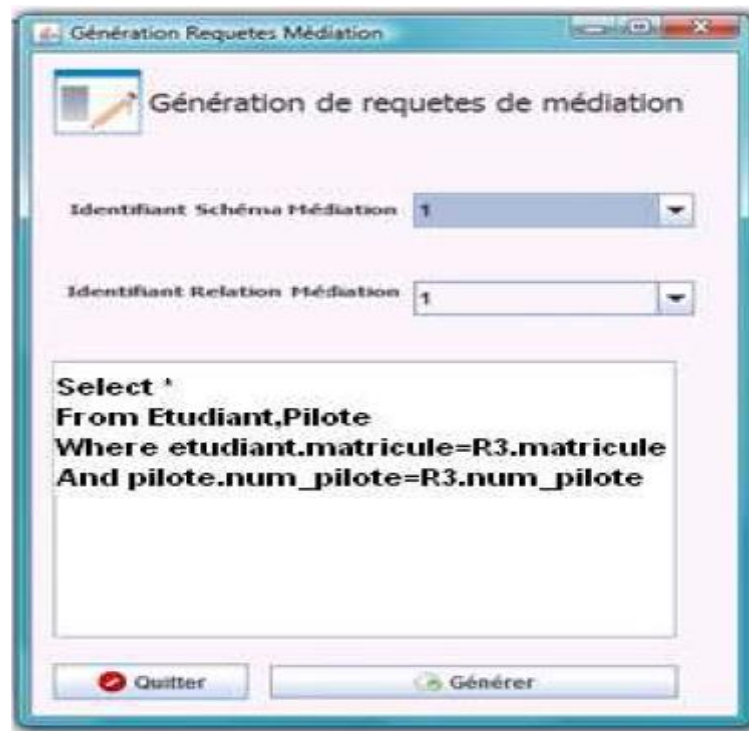 Génération Requetes Médiation
Génération de requetes de médiation
Identifiant Schéma Médiation 1
Identifiant Relation Médiation 1
Select *
From Etudiant,Pilote
Where etudiant.matricule=R3.matricule
And pilote.num_pilote=R3.num_pilote
Quitter Générer